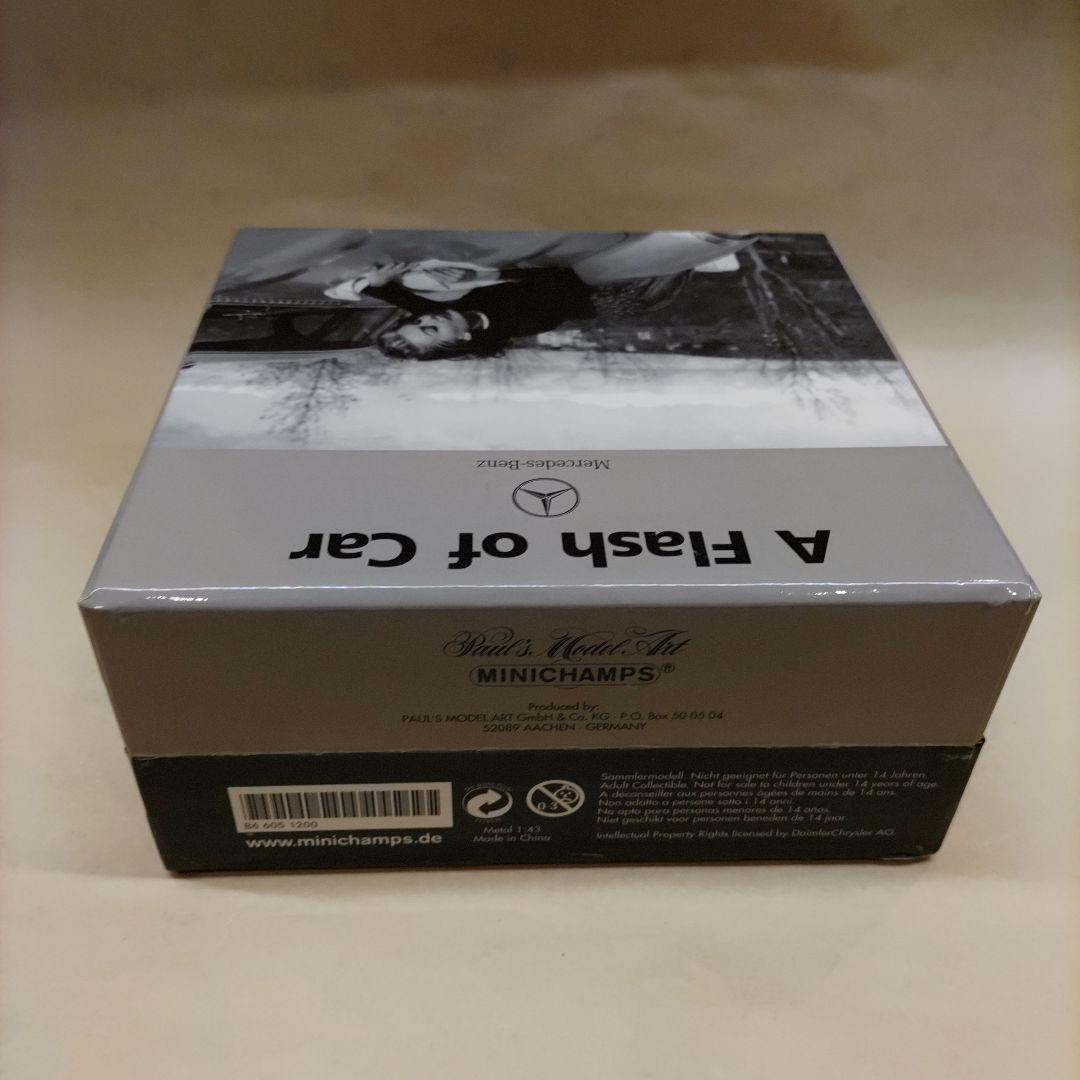 Mercedes-Benz
A Flash of Car
Paul's Model Art
MINICHAMPS®
Produced by:
PAUL'S MODEL ART GmbH & Co. KG · P.O. Box 50 05 04
52089 AACHEN · GERMANY
B6 605 1200
www.minichamps.de
0-3
Metal 1:43
Made in China
Sammlermodell. Nicht geeignet für Personen unter 14 Jahren.
Adult Collectible. Not for sale to children under 14 years of age.
A déconseiller aux personnes âgées de moins de 14 ans.
Non adatto a persone sotto i 14 anni.
No apto para personas menores de 14 años.
Niet geschikt voor personen beneden de 14 jaar.
Intellectual Property Rights licensed by DaimlerChrysler AG.